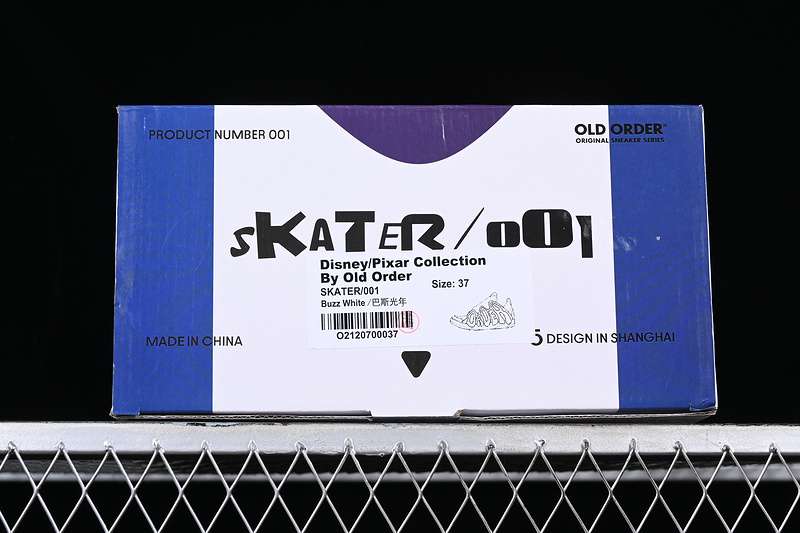 PRODUCT NUMBER 001
OLD ORDER
ORIGINAL SNEAKER SERIES
SKATER/001
Disney/Pixar Collection
By Old Order
SKATER/001
Size: 37
Buzz White /巴斯光年
O2120700037
MADE IN CHINA
DESIGN IN SHANGHAI